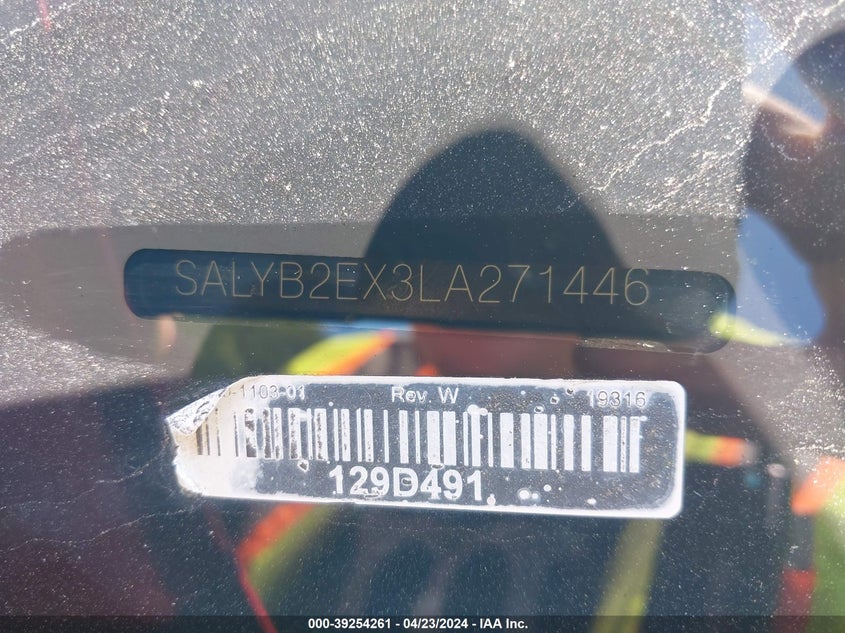 SALYB2EX3LA271446
-1103-01 Rev. W 19316
129D491
000-39254261 - 04/23/2024 - IAA Inc.